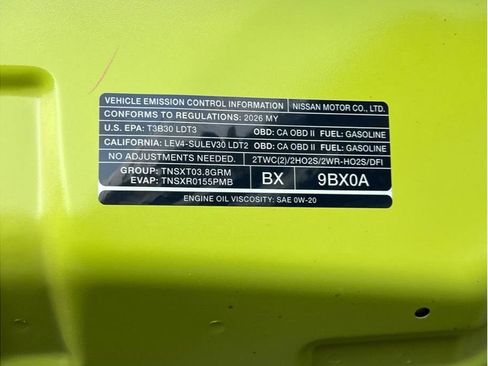 VEHICLE EMISSION CONTROL INFORMATION NISSAN MOTOR CO., LTD.
CONFORMS TO REGULATIONS: 2026 MY
U.S. EPA: T3B30 LDT3 OBD: CA OBD II FUEL: GASOLINE
CALIFORNIA: LEV4-SULEV30 LDT2 OBD: CA OBD II FUEL: GASOLINE
NO ADJUSTMENTS NEEDED. 2TWC(2)/2HO2S/2WR-HO2S/DFI
GROUP: TNSXT03.8GRM
EVAP: TNSXR0155PMB
BX 9BX0A
ENGINE OIL VISCOSITY: SAE 0W-20